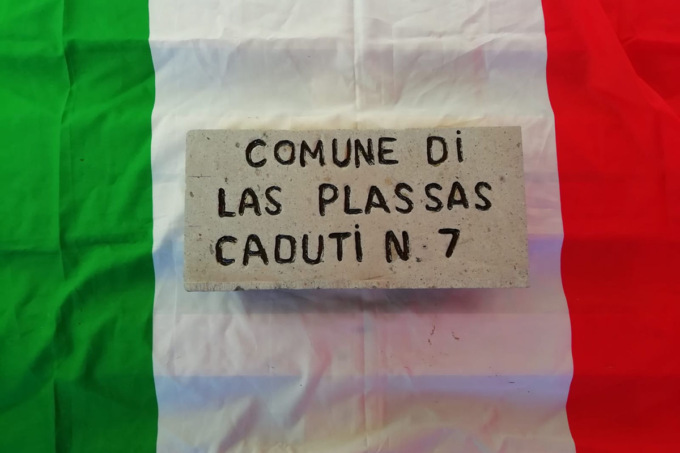 COMUNE Di
LAS PLASSAS
CADUTi N. 7